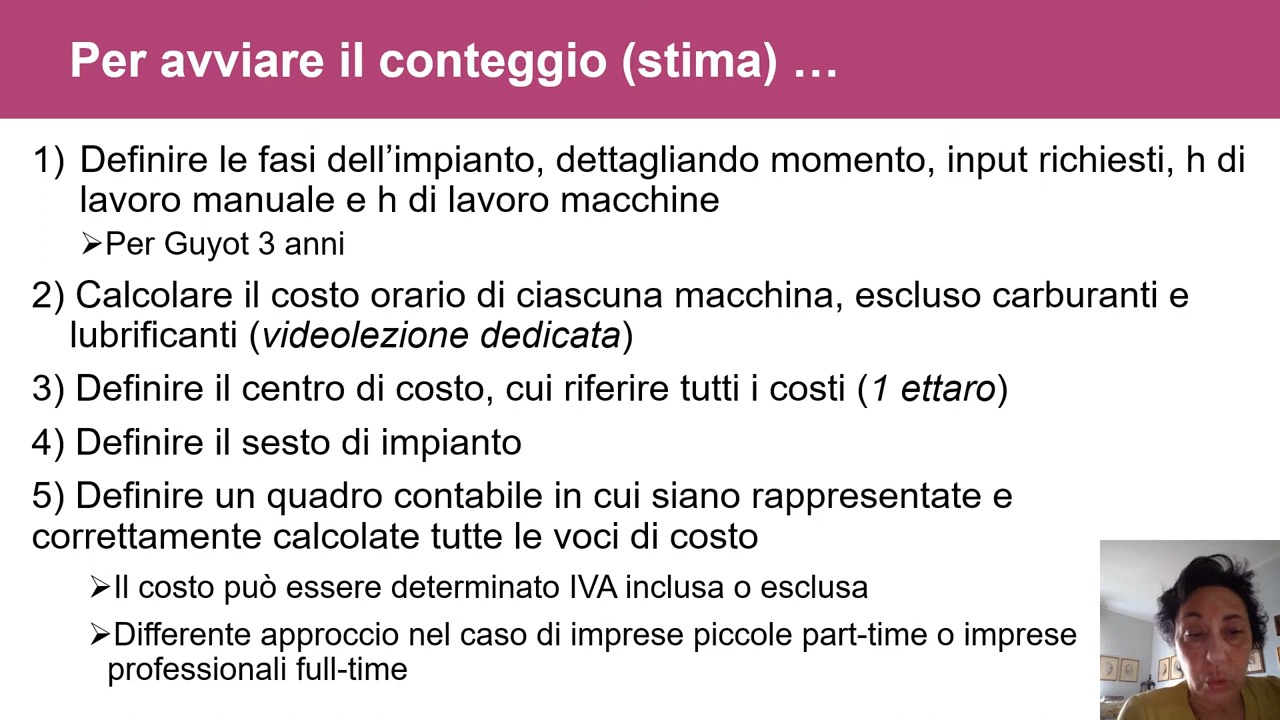 Per avviare il conteggio (stima) …
1) Definire le fasi dell’impianto, dettagliando momento, input richiesti, h di
lavoro manuale e h di lavoro macchine
➢Per Guyot 3 anni
2) Calcolare il costo orario di ciascuna macchina, escluso carburanti e
lubrificanti (videolezione dedicata)
3) Definire il centro di costo, cui riferire tutti i costi (1 ettaro)
4) Definire il sesto di impianto
5) Definire un quadro contabile in cui siano rappresentate e
correttamente calcolate tutte le voci di costo
➢Il costo può essere determinato IVA inclusa o esclusa
➢Differente approccio nel caso di imprese piccole part-time o imprese
professionali full-time